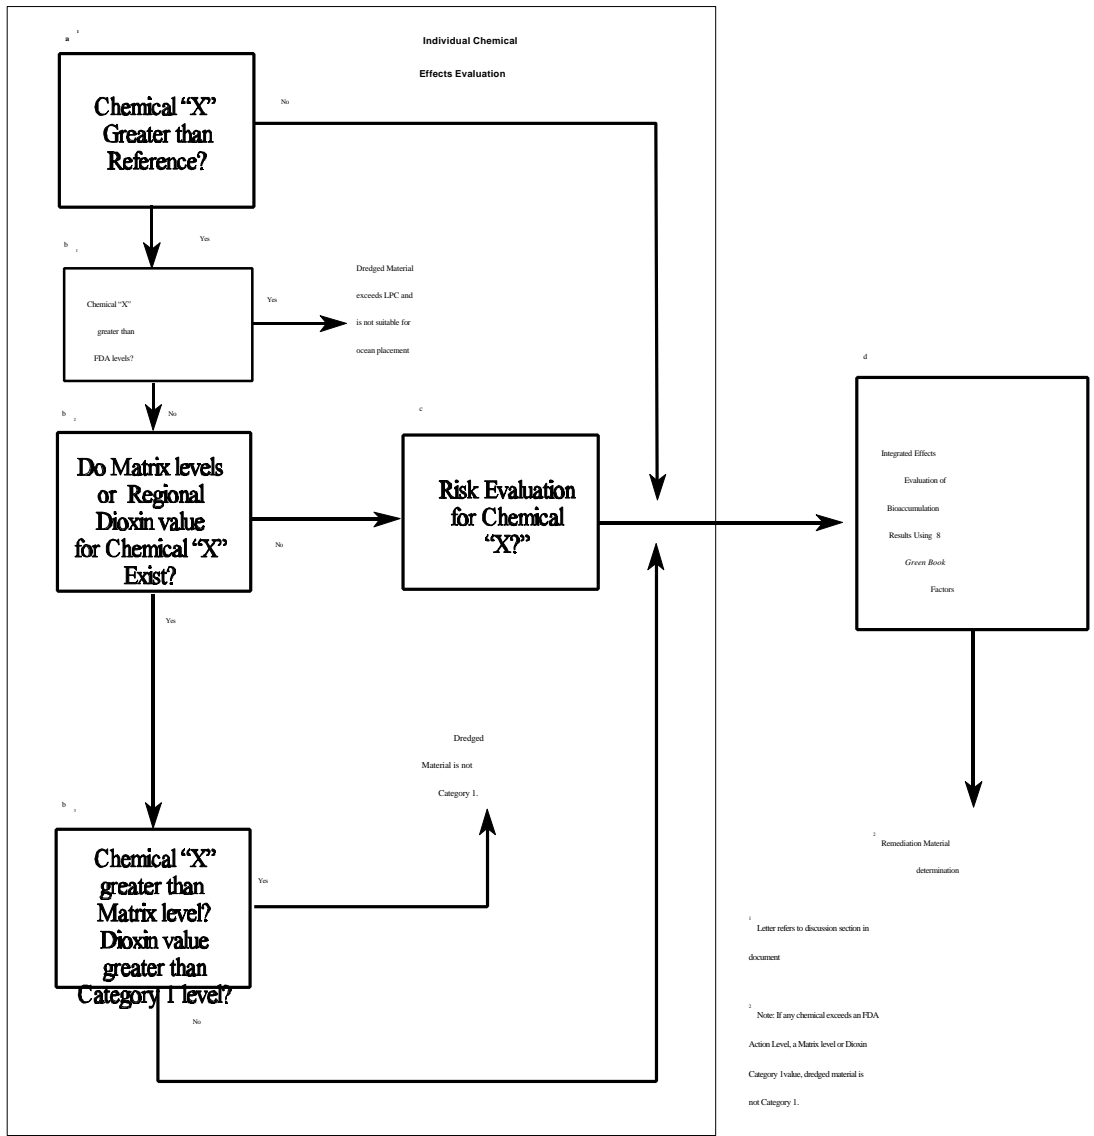 a 1
Individual Chemical
Effects Evaluation
Chemical “X”
Greater than
Reference?
No
Yes
b 1
Chemical “X”
greater than
FDA levels?
Yes
Dredged Material
exceeds LPC and
is not suitable for
ocean placement
No
b 2
Do Matrix levels
or Regional
Dioxin value
for Chemical “X”
Exist?
No
Yes
c
Risk Evaluation
for Chemical
“X?”
d
Integrated Effects
Evaluation of
Bioaccumulation
Results Using 8
Green Book
Factors
Dredged
Material is not
Category 1.
b 3
Chemical “X”
greater than
Matrix level?
Dioxin value
greater than
Category 1 level?
Yes
No
2 Remediation Material
determination
1 Letter refers to discussion section in
document
2 Note: If any chemical exceeds an FDA
Action Level, a Matrix level or Dioxin
Category 1value, dredged material is
not Category 1.